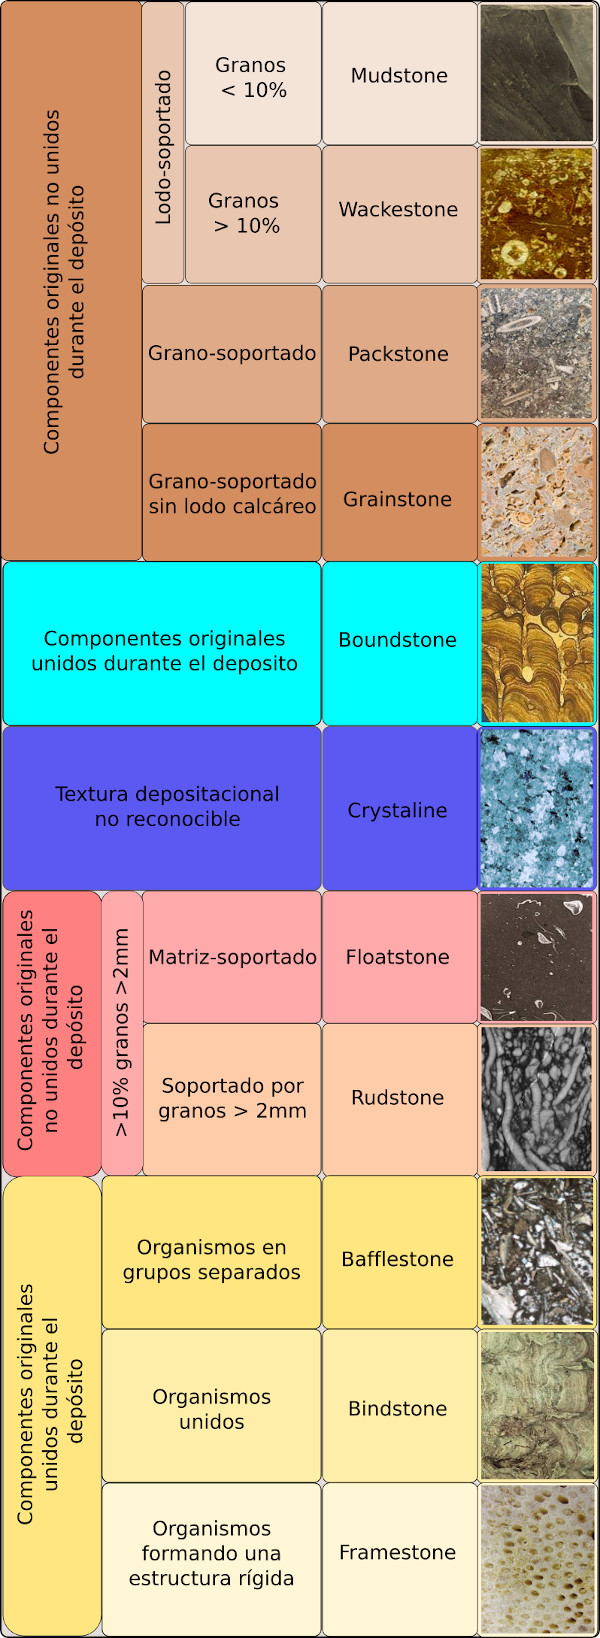 Componentes originales no unidos
durante el depósito
Lodo-soportado
Granos
< 10%
Mudstone
Granos
> 10%
Wackestone
Grano-soportado
Packstone
Grano-soportado
sin lodo calcáreo
Grainstone
Componentes originales
unidos durante el deposito
Boundstone
Textura depositacional
no reconocible
Crystaline
Componentes originales
no unidos durante el
depósito
>10% granos >2mm
Matriz-soportado
Floatstone
Soportado por
granos > 2mm
Rudstone
Componentes originales
unidos durante el
depósito
Organismos en
grupos separados
Bafflestone
Organismos
unidos
Bindstone
Organismos
formando una
estructura rígida
Framestone